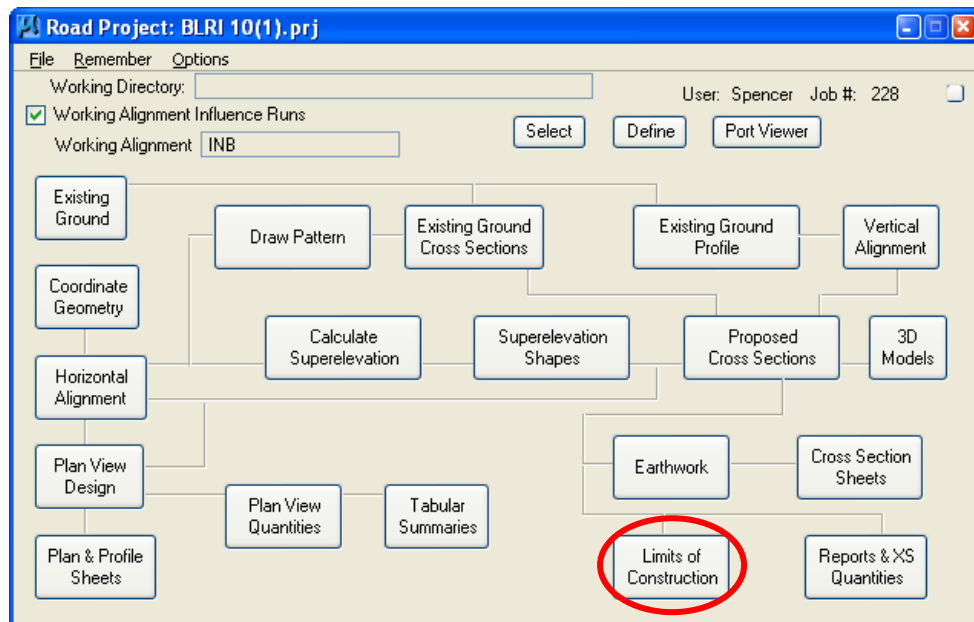 Road Project: BLRI 10(1).prj
File Remember Options
Working Directory:
User: Spencer Job #: 228
Working Alignment Influence Runs
Working Alignment INB
Select
Define
Port Viewer
Existing
Ground
Draw Pattern
Existing Ground
Cross Sections
Existing Ground
Profile
Vertical
Alignment
Coordinate
Geometry
Calculate
Superelevation
Superelevation
Shapes
Proposed
Cross Sections
3D
Models
Horizontal
Alignment
Plan View
Design
Earthwork
Cross Section
Sheets
Plan View
Quantities
Tabular
Summaries
Plan & Profile
Sheets
Limits of
Construction
Reports & XS
Quantities